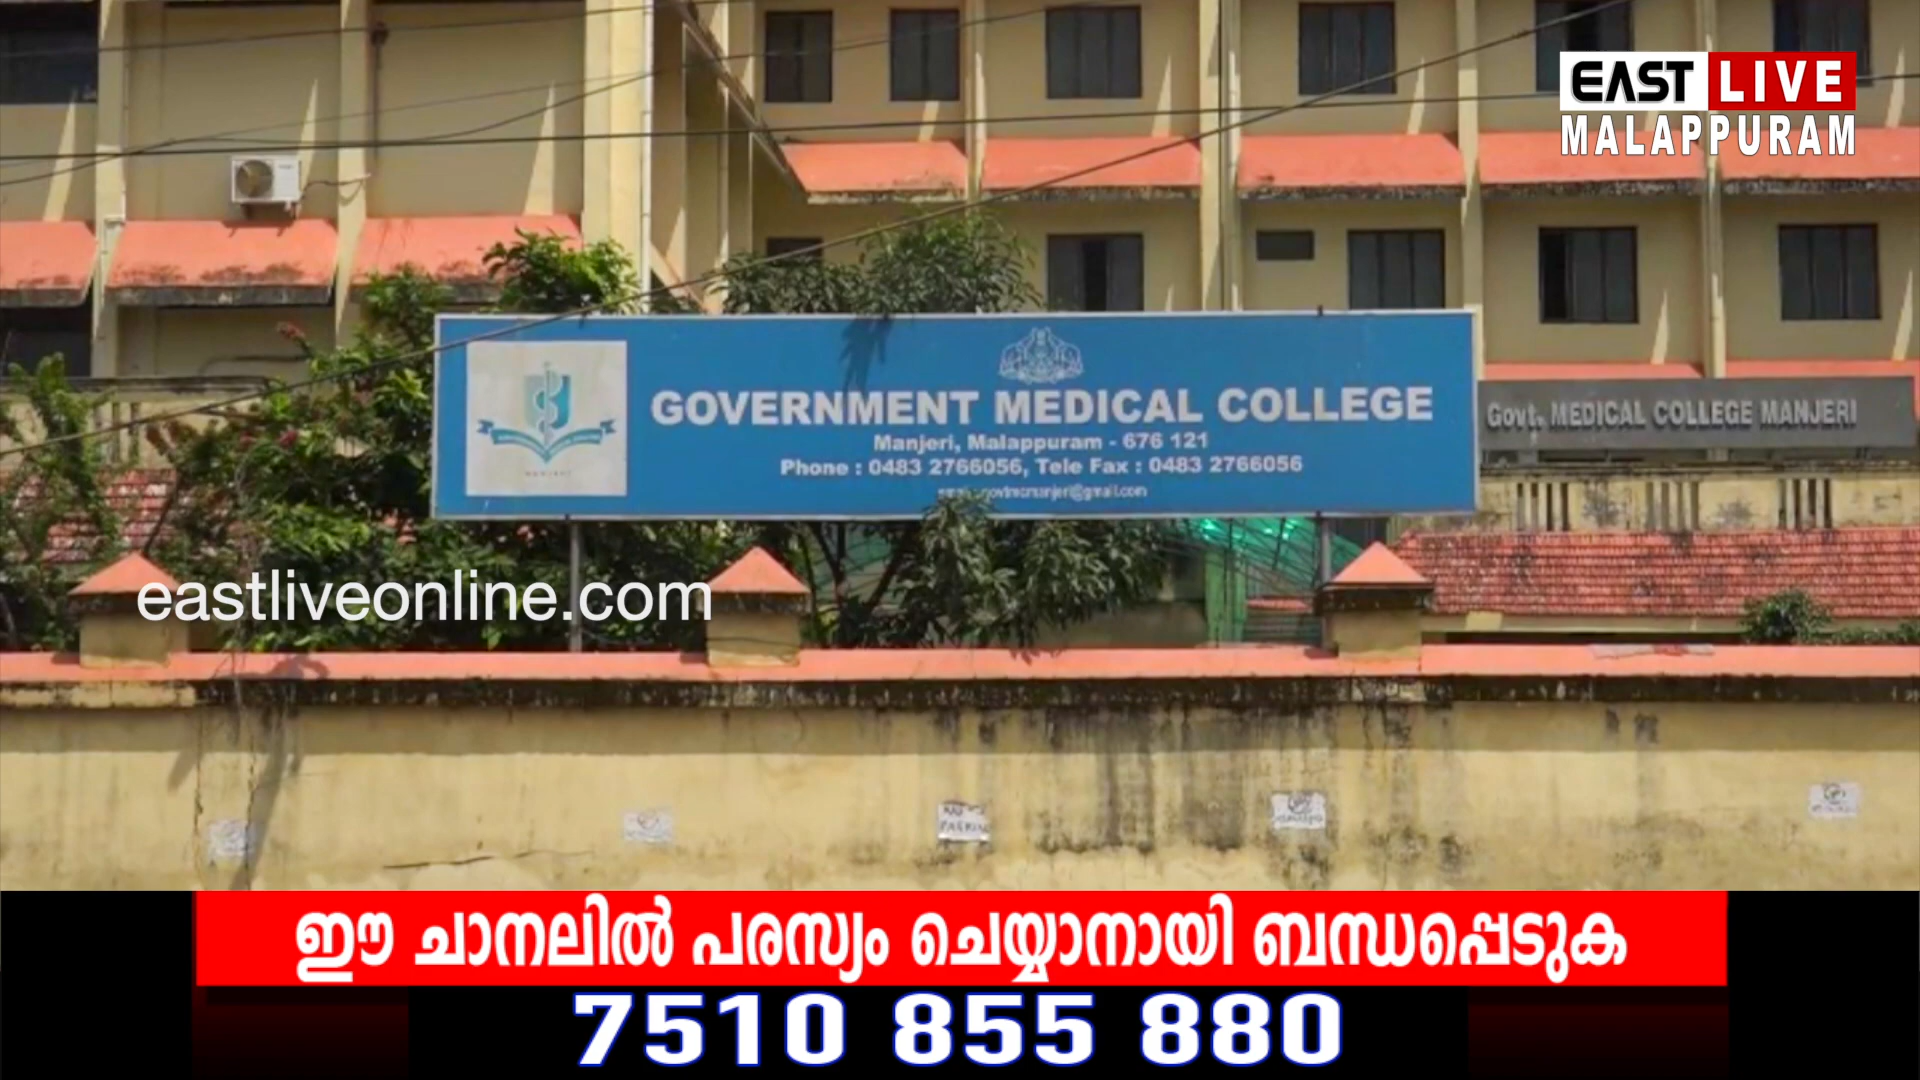 EAST LIVE
MALAPPURAM
GOVERNMENT MEDICAL COLLEGE
Manjeri, Malappuram - 676 121
Phone : 0483 2766056, Tele Fax : 0483 2766056
Govt. MEDICAL COLLEGE MANJERI
eastliveonline.com
ഈ ചാനലിൽ പരസ്യം ചെയ്യാനായി ബന്ധപ്പെടുക
7510 855 880